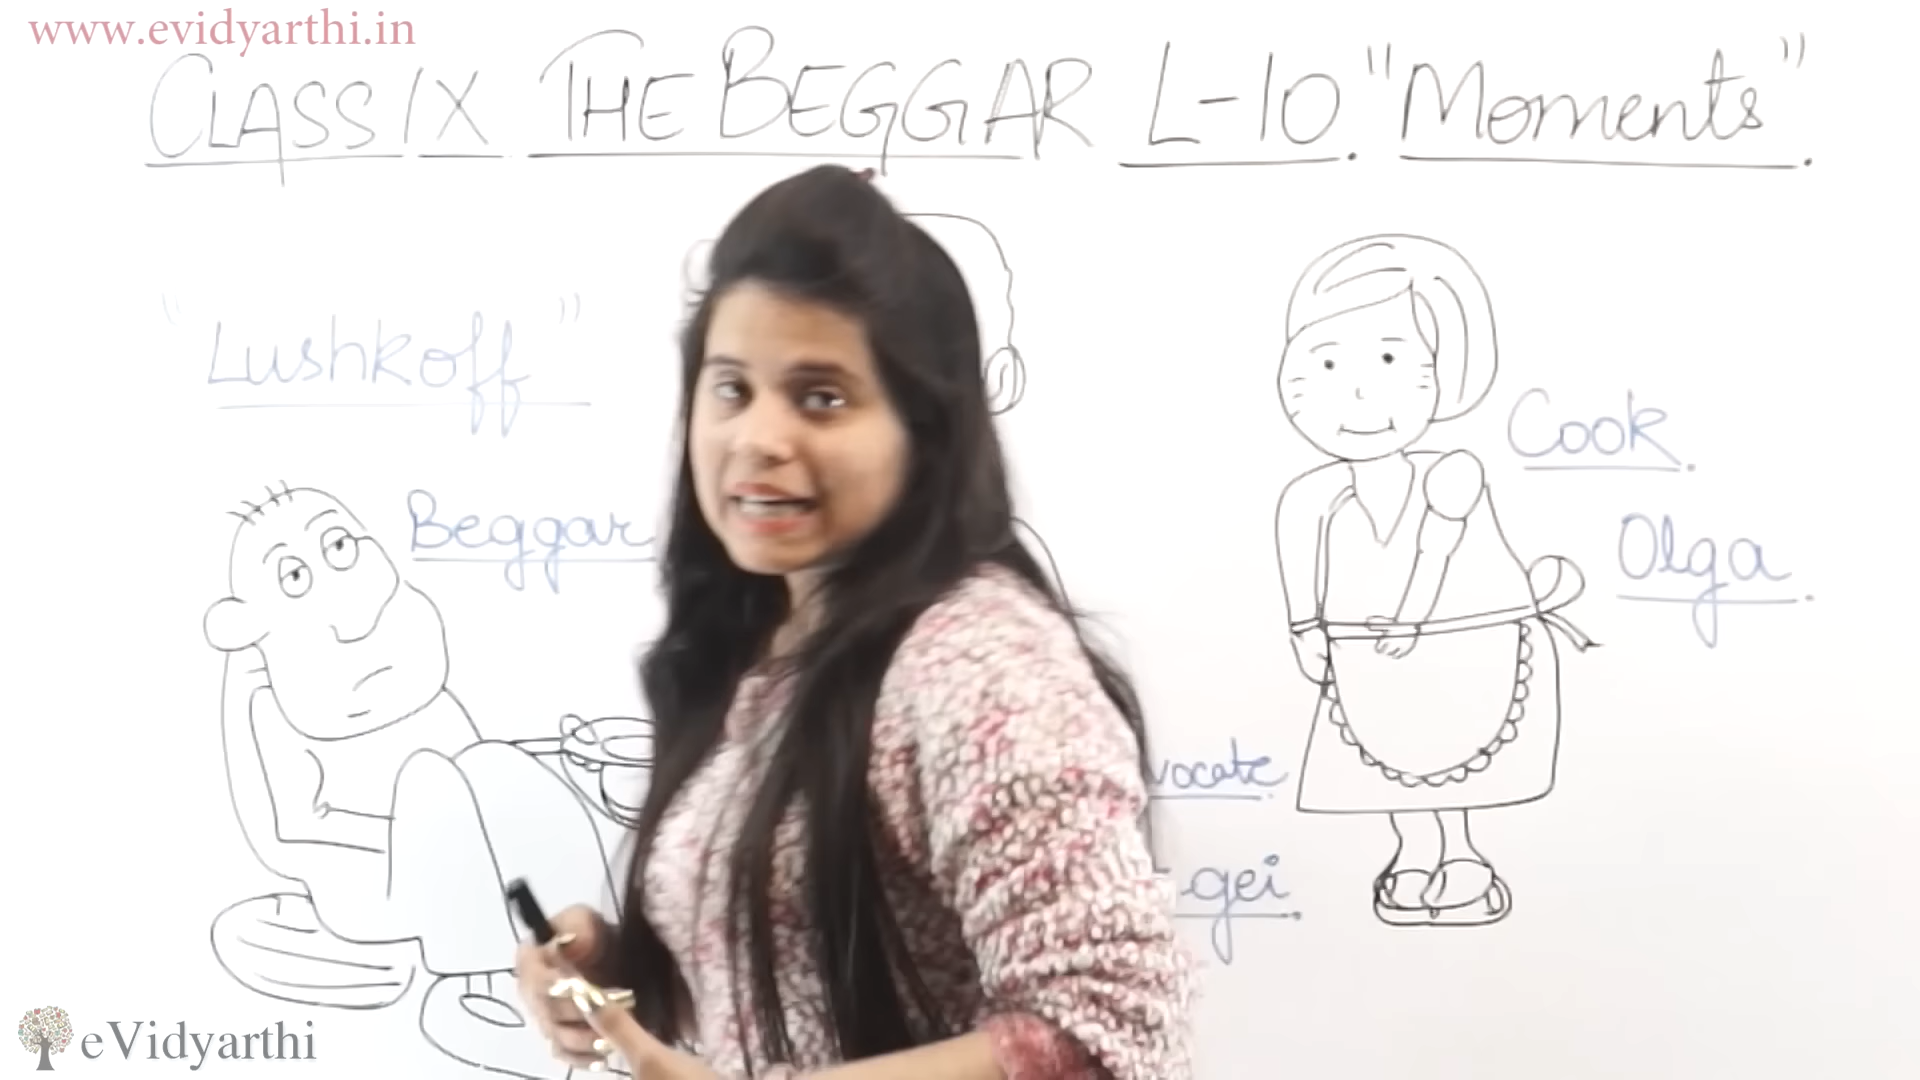 www.evidyarthi.in
CLASS IX THE BEGGAR L-10. "Moments".
"Lushkoff"
Beggar
Cook.
Olga.
vocate.
gei.
eVidyarthi